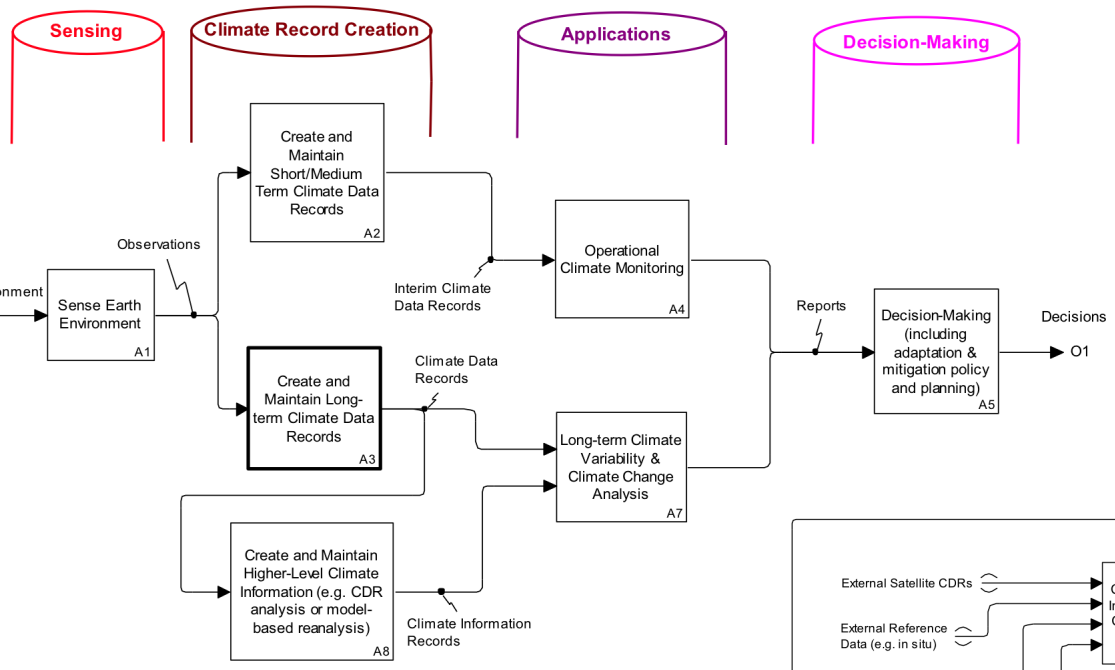 Sensing
Climate Record Creation
Applications
Decision-Making
Create and
Maintain
Short/Medium
Term Climate Data
Records
A2
Observations
onment
Sense Earth
Environment
A1
Interim Climate
Data Records
Operational
Climate Monitoring
A4
Reports
Decision-Making
(including
adaptation &
mitigation policy
and planning)
A5
Decisions
O1
Create and
Maintain Long-
term Climate Data
Records
A3
Climate Data
Records
Long-term Climate
Variability &
Climate Change
Analysis
A7
Create and Maintain
Higher-Level Climate
Information (e.g. CDR
analysis or model-
based reanalysis)
A8
Climate Information
Records
External Satellite CDRs
External Reference
Data (e.g. in situ)